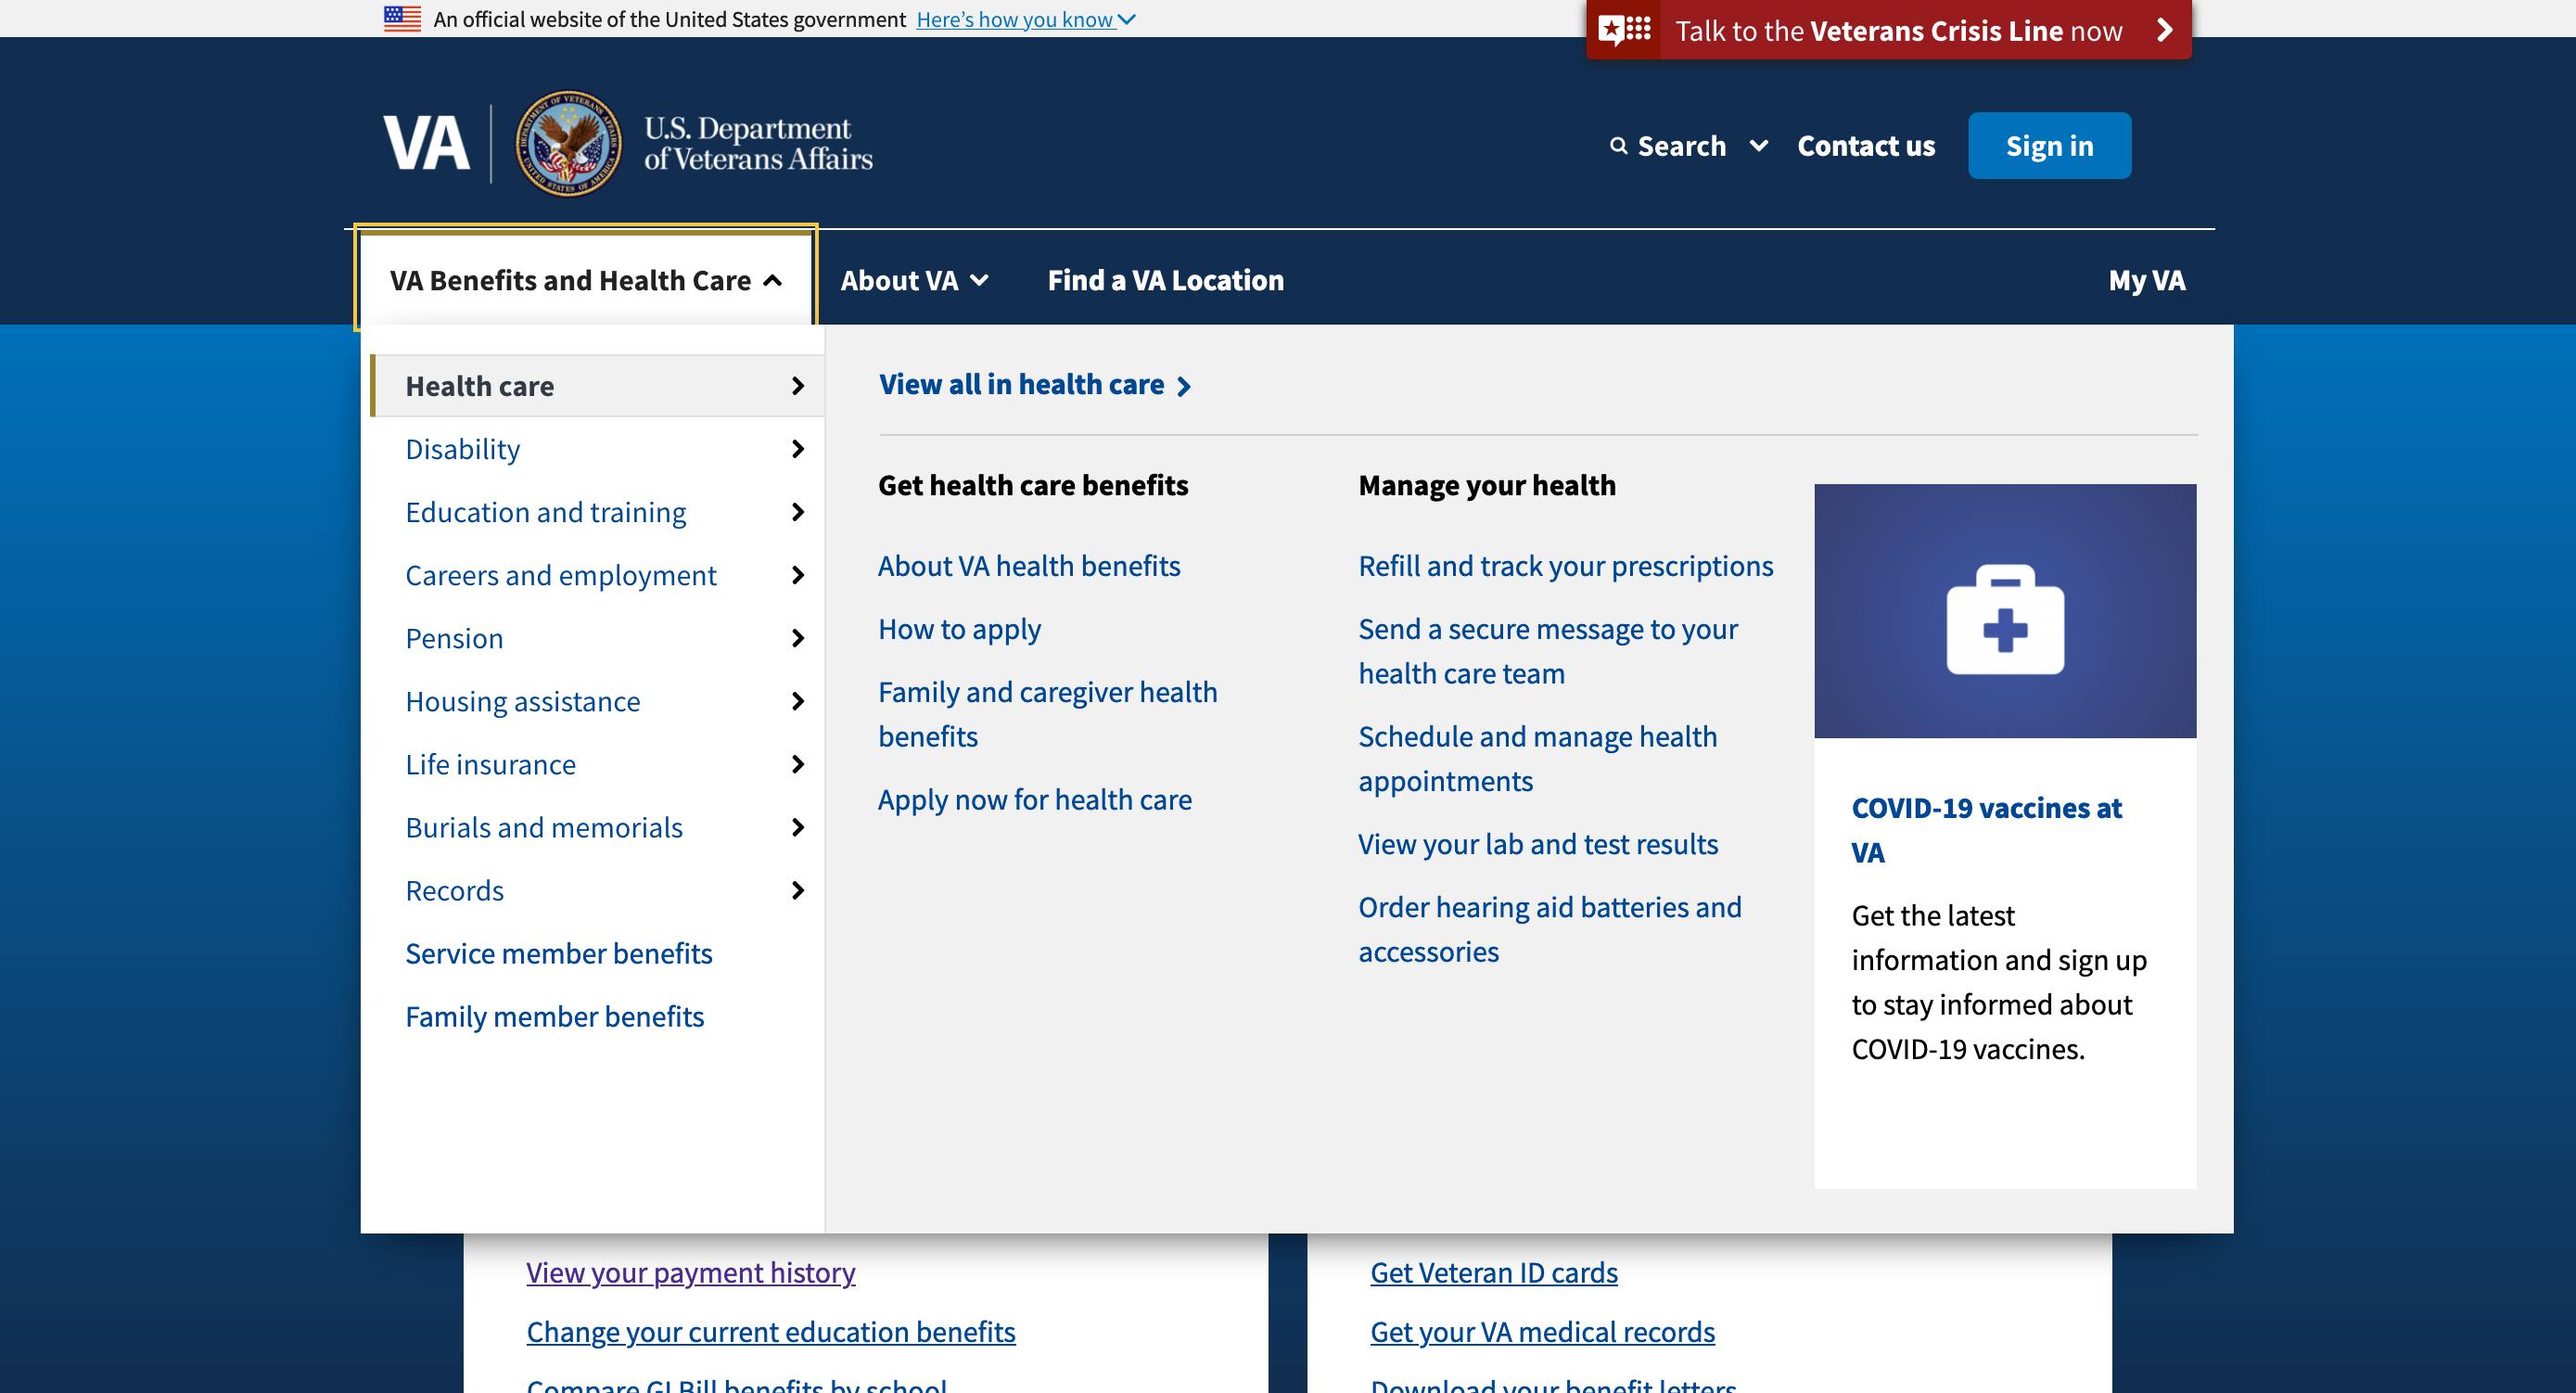 An official website of the United States government Here's how you know
Talk to the Veterans Crisis Line now
VA
U.S. Department
of Veterans Affairs
Search
Contact us
Sign in
VA Benefits and Health Care
About VA
Find a VA Location
My VA
Health care
Disability
Education and training
Careers and employment
Pension
Housing assistance
Life insurance
Burials and memorials
Records
Service member benefits
Family member benefits
View all in health care
Get health care benefits
About VA health benefits
How to apply
Family and caregiver health
benefits
Apply now for health care
Manage your health
Refill and track your prescriptions
Send a secure message to your
health care team
Schedule and manage health
appointments
View your lab and test results
Order hearing aid batteries and
accessories
COVID-19 vaccines at
VA
Get the latest
information and sign up
to stay informed about
COVID-19 vaccines.
View your payment history
Change your current education benefits
Compare GI Bill benefits by school
Get Veteran ID cards
Get your VA medical records
Download your benefit letters